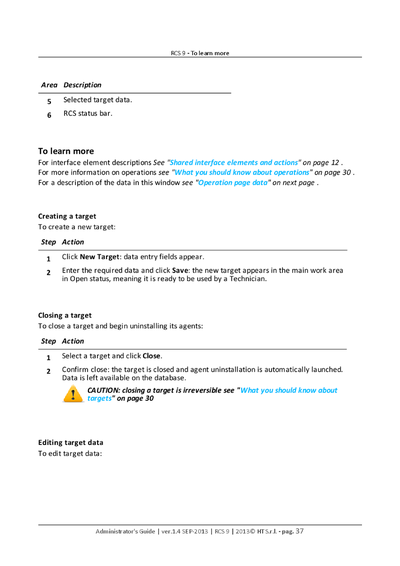 RCS 9 - To learn more
Area Description
5 Selected target data.
6 RCS status bar.
To learn more
For interface element descriptions See "Shared interface elements and actions" on page 12 .
For more information on operations see "What you should know about operations" on page 30 .
For a description of the data in this window see "Operation page data" on next page .
Creating a target
To create a new target:
Step Action
1 Click New Target: data entry fields appear.
2 Enter the required data and click Save: the new target appears in the main work area
in Open status, meaning it is ready to be used by a Technician.
Closing a target
To close a target and begin uninstalling its agents:
Step Action
1 Select a target and click Close.
2 Confirm close: the target is closed and agent uninstallation is automatically launched.
Data is left available on the database.
CAUTION: closing a target is irreversible see "What you should know about
targets" on page 30
Editing target data
To edit target data:
Administrator's Guide | ver.1.4 SEP-2013 | RCS 9 | 2013© HT S.r.l. - pag. 37